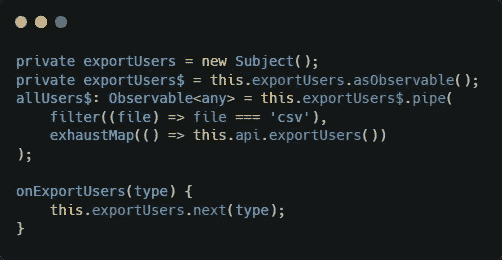 private exportUsers = new Subject();
private exportUsers$ = this.exportUsers.asObservable();
allUsers$: Observable<any> = this.exportUsers$.pipe(
    filter((file) => file === 'csv'),
    exhaustMap(() => this.api.exportUsers())
);

onExportUsers(type) {
    this.exportUsers.next(type);
}